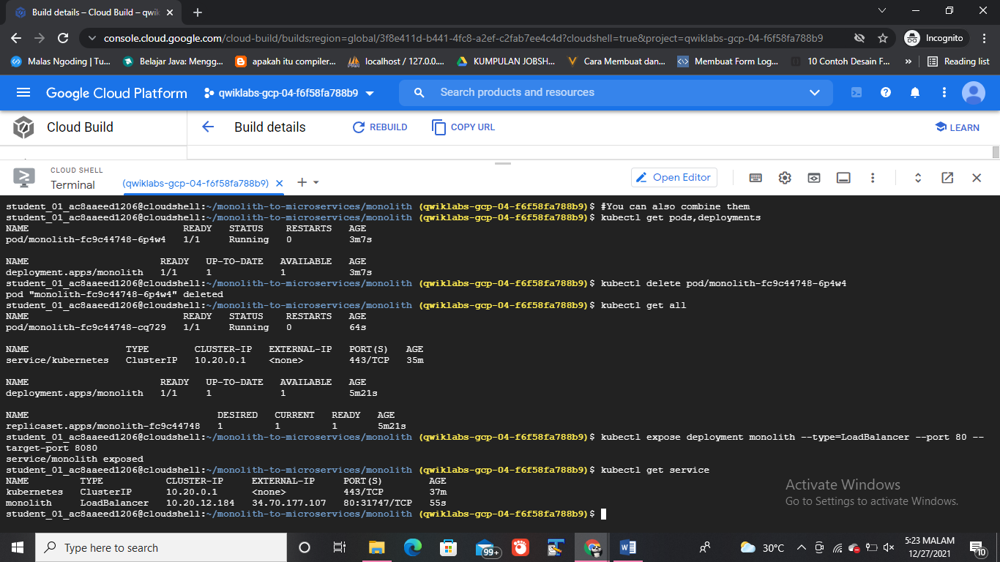 Build details – Cloud Build – qwik
console.cloud.google.com/cloud-build/builds;region=global/3f8e411d-b441-4fc8-a2ef-c2fab7ee4c4d?cloudshell=true&project=qwiklabs-gcp-04-f6f58fa788b9
Incognito
Malas Ngoding | Tu...
Belajar Java: Mengg...
apakah itu compiler...
localhost / 127.0.0....
KUMPULAN JOBSH...
Cara Membuat dan...
Membuat Form Log...
10 Contoh Desain F...
»
Reading list
Google Cloud Platform
qwiklabs-gcp-04-f6f58fa788b9
Search products and resources
Cloud Build
Build details
REBUILD
COPY URL
LEARN
CLOUD SHELL
Terminal
(qwiklabs-gcp-04-f6f58fa788b9)
Open Editor
student_01_ac8aaeed1206@cloudshell:~/monolith-to-microservices/monolith (qwiklabs-gcp-04-f6f58fa788b9)$ #You can also combine them
student_01_ac8aaeed1206@cloudshell:~/monolith-to-microservices/monolith (qwiklabs-gcp-04-f6f58fa788b9)$ kubectl get pods,deployments
NAME READY STATUS RESTARTS AGE
pod/monolith-fc9c44748-6p4w4 1/1 Running 0 3m7s
NAME READY UP-TO-DATE AVAILABLE AGE
deployment.apps/monolith 1/1 1 1 3m7s
student_01_ac8aaeed1206@cloudshell:~/monolith-to-microservices/monolith (qwiklabs-gcp-04-f6f58fa788b9)$ kubectl delete pod/monolith-fc9c44748-6p4w4
pod "monolith-fc9c44748-6p4w4" deleted
student_01_ac8aaeed1206@cloudshell:~/monolith-to-microservices/monolith (qwiklabs-gcp-04-f6f58fa788b9)$ kubectl get all
NAME READY STATUS RESTARTS AGE
pod/monolith-fc9c44748-cq729 1/1 Running 0 64s
NAME TYPE CLUSTER-IP EXTERNAL-IP PORT(S) AGE
service/kubernetes ClusterIP 10.20.0.1 <none> 443/TCP 35m
NAME READY UP-TO-DATE AVAILABLE AGE
deployment.apps/monolith 1/1 1 1 5m21s
NAME DESIRED CURRENT READY AGE
replicaset.apps/monolith-fc9c44748 1 1 1 5m21s
student_01_ac8aaeed1206@cloudshell:~/monolith-to-microservices/monolith (qwiklabs-gcp-04-f6f58fa788b9)$ kubectl expose deployment monolith --type=LoadBalancer --port 80 --
target-port 8080
service/monolith exposed
student_01_ac8aaeed1206@cloudshell:~/monolith-to-microservices/monolith (qwiklabs-gcp-04-f6f58fa788b9)$ kubectl get service
NAME TYPE CLUSTER-IP EXTERNAL-IP PORT(S) AGE
kubernetes ClusterIP 10.20.0.1 <none> 443/TCP 37m
monolith LoadBalancer 10.20.12.184 34.70.177.107 80:31747/TCP 55s
student_01_ac8aaeed1206@cloudshell:~/monolith-to-microservices/monolith (qwiklabs-gcp-04-f6f58fa788b9)$
Activate Windows
Go to Settings to activate Windows.
Type here to search
99+
30°C
5:23 MALAM
12/27/2021
10